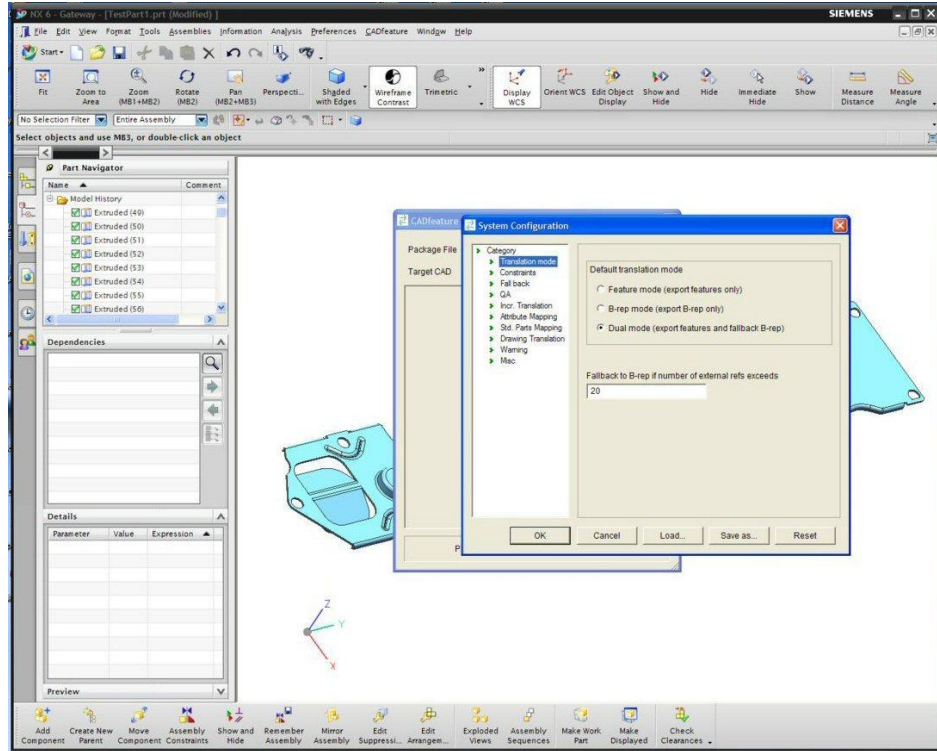 NX 6 - Gateway - [TestPart1.prt (Modified) ]
SIEMENS
File Edit View Format Tools Assemblies Information Analysis Preferences CADfeature Window Help
Start
Fit
Zoom to Area
Zoom (MB1+MB2)
Rotate (MB2)
Pan (MB2+MB3)
Perspecti...
Shaded with Edges
Wireframe Contrast
Trimetric
Display WCS
Orient WCS
Edit Object Display
Show and Hide
Hide
Immediate Hide
Show
Measure Distance
Measure Angle
No Selection Filter
Entire Assembly
Select objects and use MB3, or double-click an object
Part Navigator
Name Comment
Model History
Extruded (49)
Extruded (50)
Extruded (51)
Extruded (52)
Extruded (53)
Extruded (54)
Extruded (55)
Extruded (56)
Dependencies
Details
Parameter Value Expression
Preview
CADfeature
Package File
Target CAD
P
System Configuration
Category
Translation mode
Constraints
Fall back
QA
Incr. Translation
Attribute Mapping
Std. Parts Mapping
Drawing Translation
Warning
Misc
Default translation mode
Feature mode (export features only)
B-rep mode (export B-rep only)
Dual mode (export features and fallback B-rep)
Fallback to B-rep if number of external refs exceeds
20
OK Cancel Load... Save as... Reset
Z
Y
X
Add Component
Create New Parent
Move Component
Assembly Constraints
Show and Hide
Remember Assembly
Mirror Assembly
Edit Suppressi...
Edit Arrangem...
Exploded Views
Assembly Sequences
Make Work Part
Make Displayed
Check Clearances